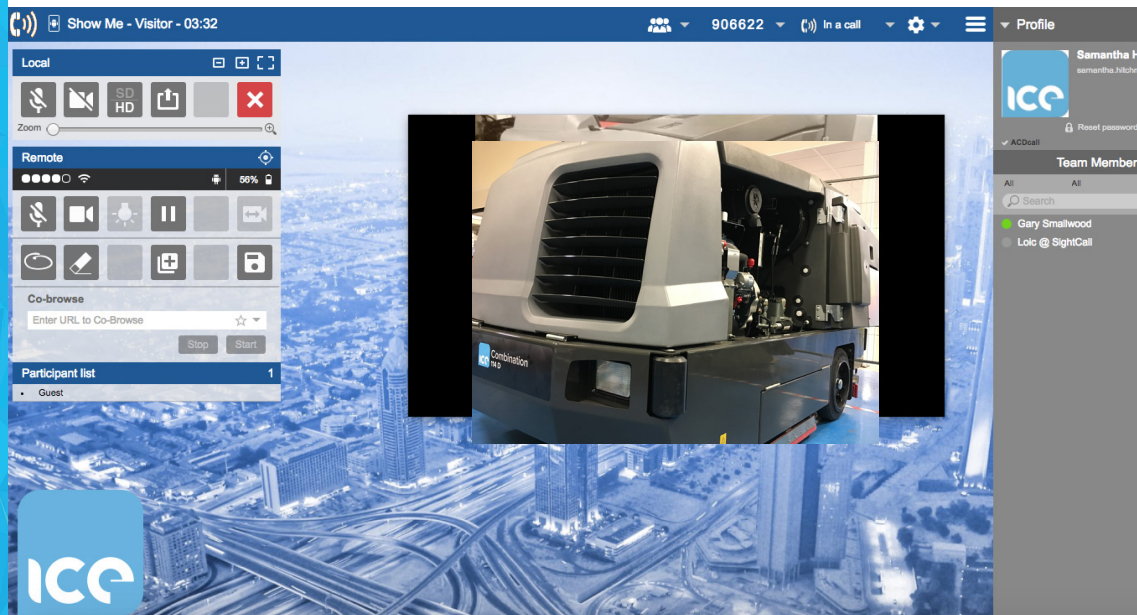 Show Me - Visitor - 03:32
906622
In a call
Local
SD
HD
Zoom
Remote
56%
Co-browse
Enter URL to Co-Browse
Stop Start
Participant list 1
Guest
Combination
114 D
ice
Profile
Samantha H
ice
Reset password
ACDcall
Team Member
All All
Search
Gary Smallwood
Loic @ SightCall